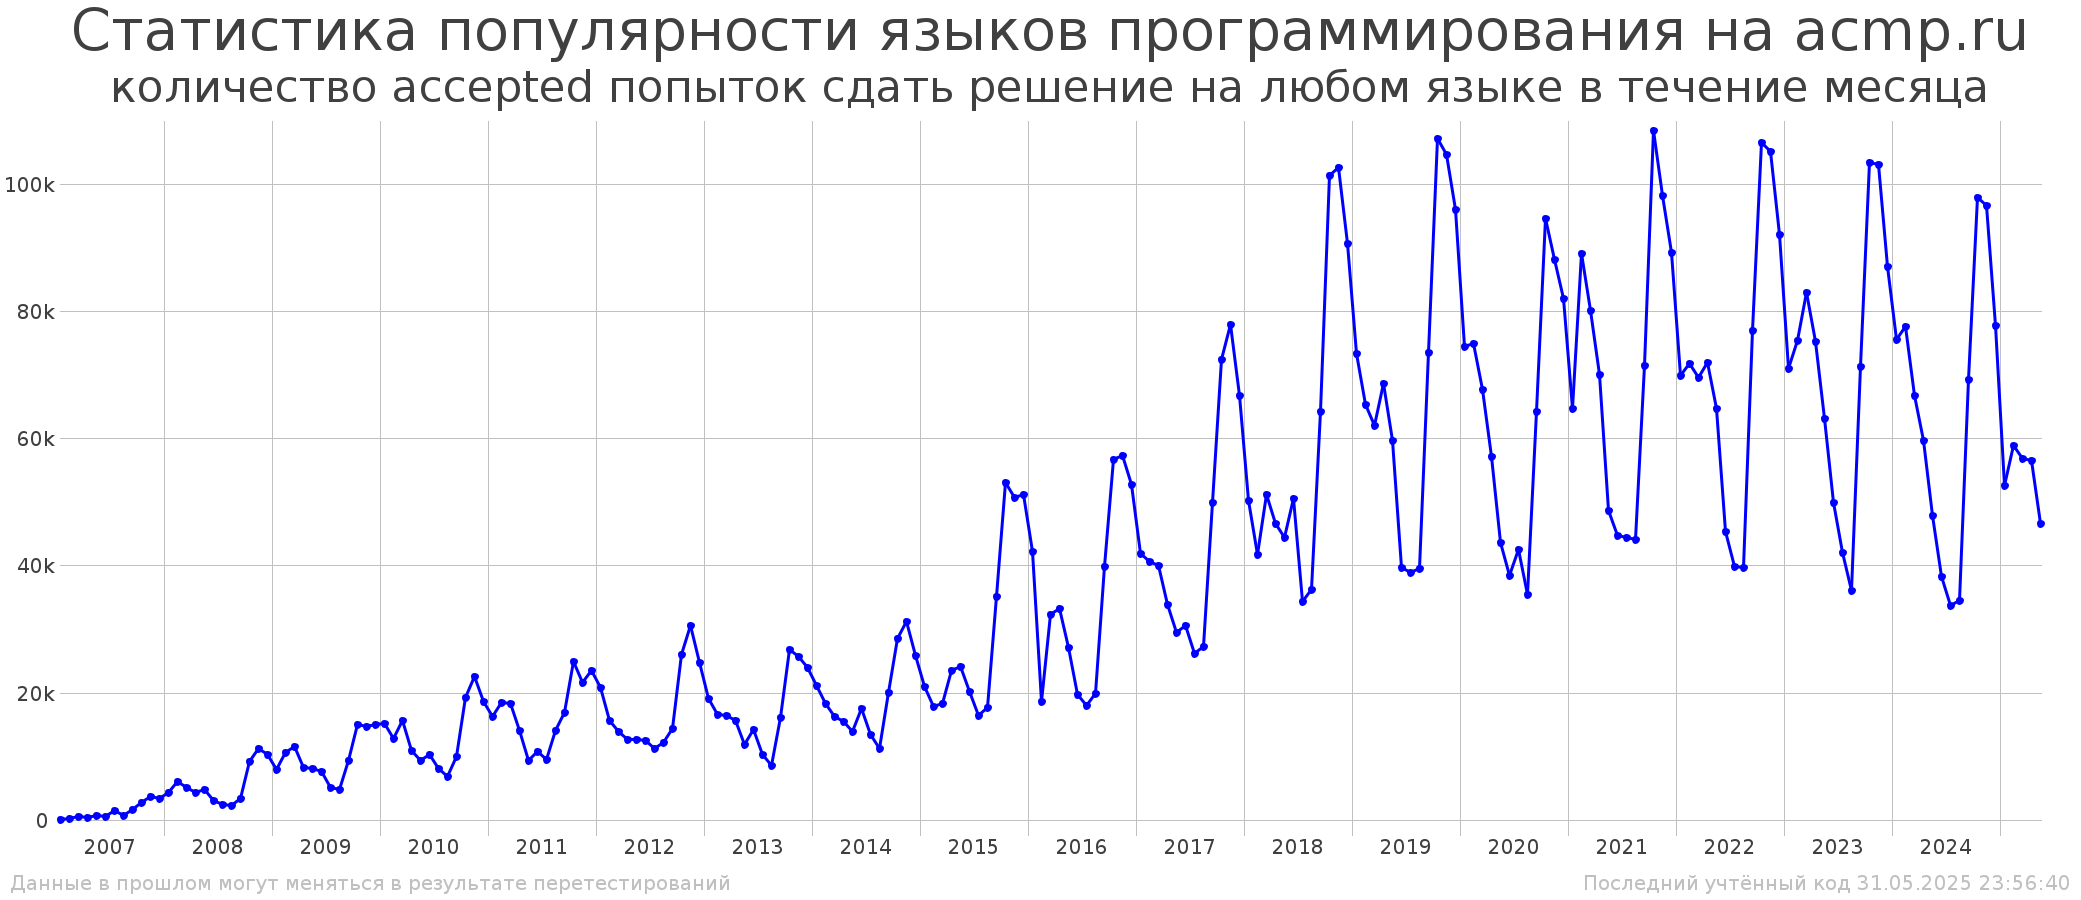 Статистика популярности языков программирования на acmp.ru
количество accepted попыток сдать решение на любом языке в течение месяца
100k
80k
60k
40k
20k
0
2007 2008 2009 2010 2011 2012 2013 2014 2015 2016 2017 2018 2019 2020 2021 2022 2023 2024
Данные в прошлом могут меняться в результате перетестирований
Последний учтённый код 31.05.2025 23:56:40